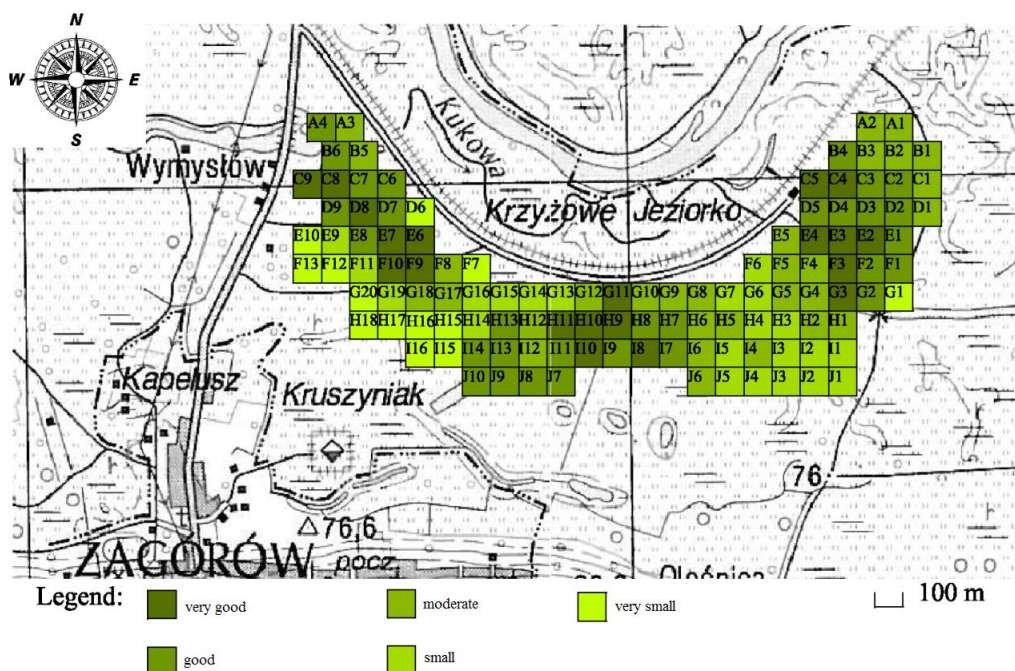 N
W E
S
Kukowa
A4 A3 A2 A1
B6 B5 B4 B3 B2 B1
Wymysłów
C9 C8 C7 C6 C5 C4 C3 C2 C1
Krzyżowe Jeziorko
D9 D8 D7 D6 D5 D4 D3 D2 D1
E10 E9 E8 E7 E6 E5 E4 E3 E2 E1
F13 F12 F11 F10 F9 F8 F7 F6 F5 F4 F3 F2 F1
G20 G19 G18 G17 G16 G15 G14 G13 G12 G11 G10 G9 G8 G7 G6 G5 G4 G3 G2 G1
H18 H17 H16 H15 H14 H13 H12 H11 H10 H9 H8 H7 H6 H5 H4 H3 H2 H1
I16 I15 I14 I13 I12 I11 I10 I9 I8 I7 I6 I5 I4 I3 I2 I1
Kapelusz
Kruszyniak
J10 J9 J8 J7 J6 J5 J4 J3 J2 J1
76
76,6
ZAGORÓW
pocz
Legend:
very good
moderate
very small
100 m
good
small